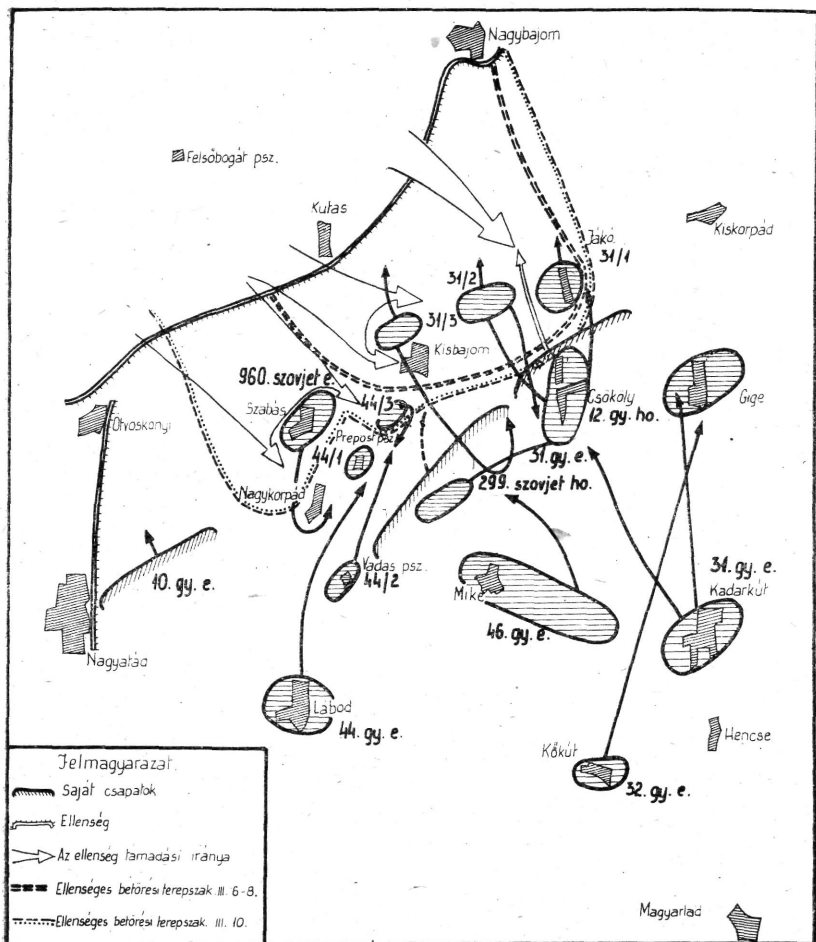 Nagybajom
Felsőbogát psz.
Kutas
Kiskorpád
Jákó
31/1
31/2
31/3
Kisbajom
960. szovjet e.
Szabás
44/3
Csököly
12. gy. ho.
Gige
Ötvöskónyi
Prepost psz.
44/1
31. gy. e.
299. szovjet ho.
Nagykorpád
10. gy. e.
Vadas psz.
44/2
Mike
46. gy. e.
31. gy. e.
Kadarkút
Nagyatád
Lábod
44. gy. e.
Hencse
Kőkút
32. gy. e.
Jelmagyarázat
Saját csapatok
Ellenség
Az ellenség támadási iránya
Ellenséges betörési terepszak. III. 6-8.
Ellenséges betörési terepszak. III. 10.
Magyarlad